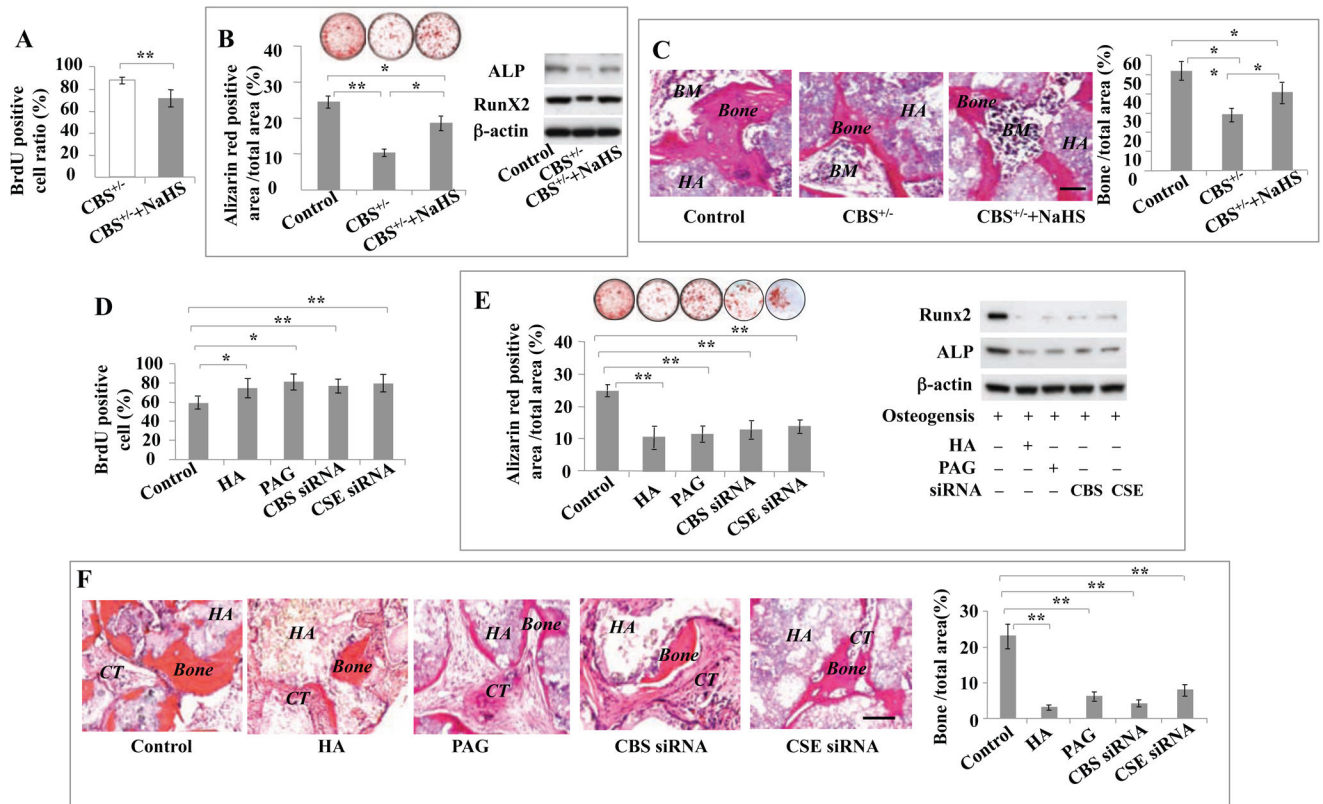 A
**
100
80
60
40
20
0
BrdU positive
cell ratio (%)
CBS+/-
CBS+/-+NaHS
B
40
30
20
10
0
Alizarin red positive
area /total area (%)
*
**
*
Control
CBS+/-
CBS+/-+NaHS
ALP
RunX2
β-actin
Control
CBS+/-
CBS+/-+NaHS
C
BM
Bone
HA
Control
HA
Bone
BM
CBS+/-
Bone
BM
HA
CBS+/-+NaHS
Bone /total area (%)
60
50
40
30
20
10
0
*
*
*
*
Control
CBS+/-
CBS+/-+NaHS
D
**
**
*
*
100
80
60
40
20
0
BrdU positive
cell (%)
Control
HA
PAG
CBS siRNA
CSE siRNA
E
Alizarin red positive
area /total area (%)
40
30
20
10
0
**
**
**
**
Control
HA
PAG
CBS siRNA
CSE siRNA
Runx2
ALP
β-actin
Osteogensis + + + + +
HA – + – – –
PAG – – + – –
siRNA – – – CBS CSE
F
HA
CT
Bone
Control
HA
Bone
CT
HA
HA
Bone
CT
PAG
HA
Bone
CT
CBS siRNA
HA
CT
Bone
CSE siRNA
Bone /total area(%)
30
20
10
0
**
**
**
**
Control
HA
PAG
CBS siRNA
CSE siRNA